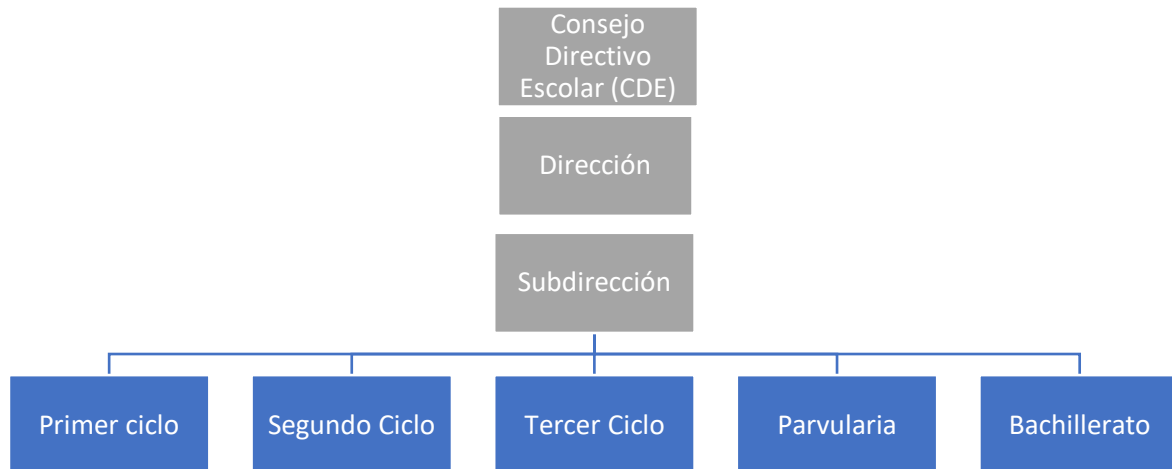 Consejo
Directivo
Escolar (CDE)
Dirección
Subdirección
Primer ciclo
Segundo Ciclo
Tercer Ciclo
Parvularia
Bachillerato